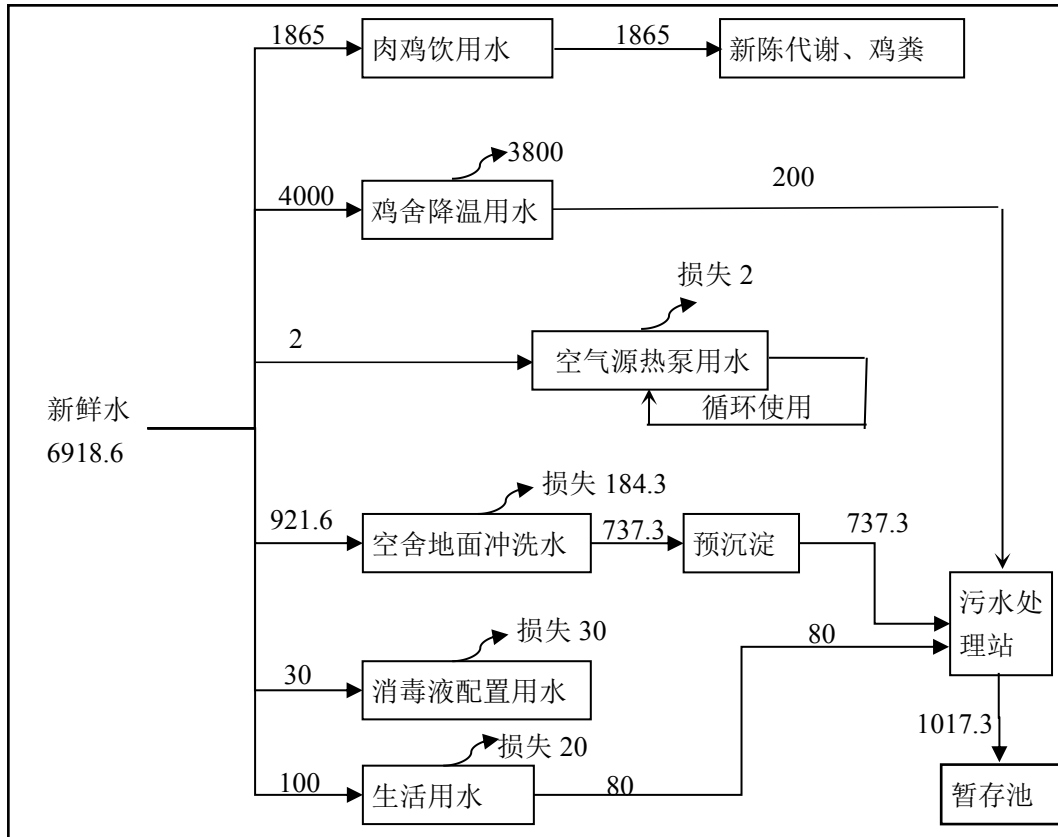 1865
肉鸡饮用水
1865
新陈代谢、鸡粪
3800
4000
鸡舍降温用水
200
损失 2
2
空气源热泵用水
循环使用
新鲜水
6918.6
损失 184.3
921.6
空舍地面冲洗水
737.3
预沉淀
737.3
污水处
理站
损失 30
30
消毒液配置用水
80
1017.3
损失 20
100
生活用水
80
暂存池